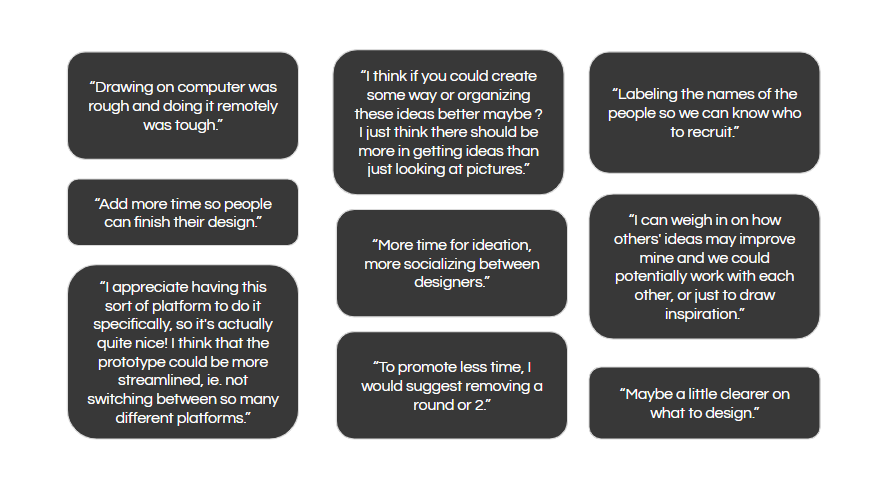 “Drawing on computer was
rough and doing it remotely
was tough.”
“Add more time so people
can finish their design.”
“I appreciate having this
sort of platform to do it
specifically, so it's actually
quite nice! I think that the
prototype could be more
streamlined, ie. not
switching between so many
different platforms.”
“I think if you could create
some way or organizing
these ideas better maybe ?
I just think there should be
more in getting ideas than
just looking at pictures.”
“More time for ideation,
more socializing between
designers.”
“To promote less time, I
would suggest removing a
round or 2.”
“Labeling the names of the
people so we can know who
to recruit.”
“I can weigh in on how
others' ideas may improve
mine and we could
potentially work with each
other, or just to draw
inspiration.”
“Maybe a little clearer on
what to design.”